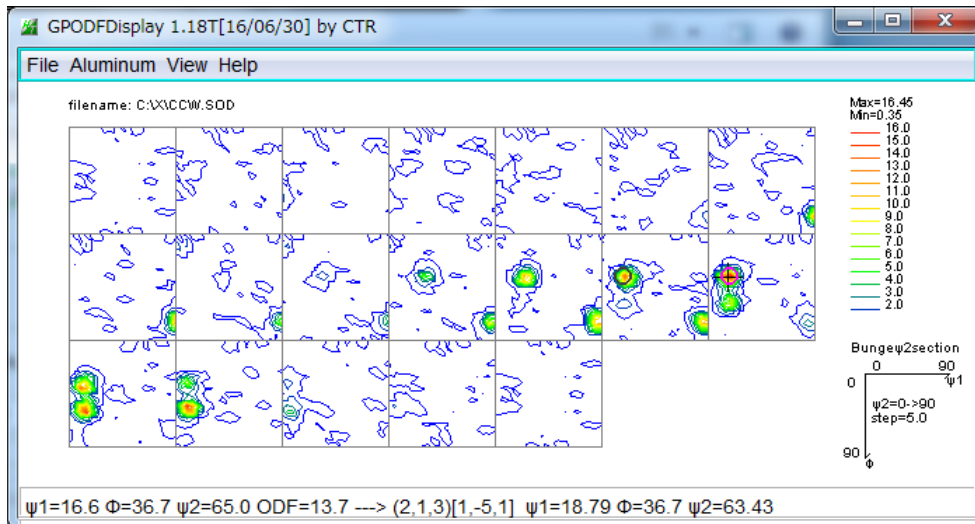 GPODFDisplay 1.18T[16/06/30] by CTR
File Aluminum View Help
filename: C:\X\CCW.SOD
Max=16.45
Min=0.35
16.0
15.0
14.0
13.0
12.0
11.0
10.0
9.0
8.0
7.0
6.0
5.0
4.0
3.0
2.0
Bungeψ2section
0 90
ψ1
0
ψ2=0->90
step=5.0
90
Φ
ψ1=16.6 Φ=36.7 ψ2=65.0 ODF=13.7 ---> (2,1,3)[1,-5,1] ψ1=18.79 Φ=36.7 ψ2=63.43